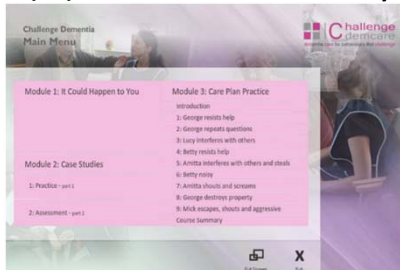 Challenge Dementia
Main Menu
Challenge
demcare
Module 1: It Could Happen to You
Module 2: Case Studies
1: Practice - part 1
2: Assessment - part 2
Module 3: Care Plan Practice
Introduction
1: George resists help
2: George repeats questions
3: Lucy interferes with others
4: Betty resists help
5: Amitta interferes with others and steals
6: Betty noisy
7: Amitta shouts and screams
8: George destroys property
9: Mick escapes, shouts and aggressive
Course Summary
X